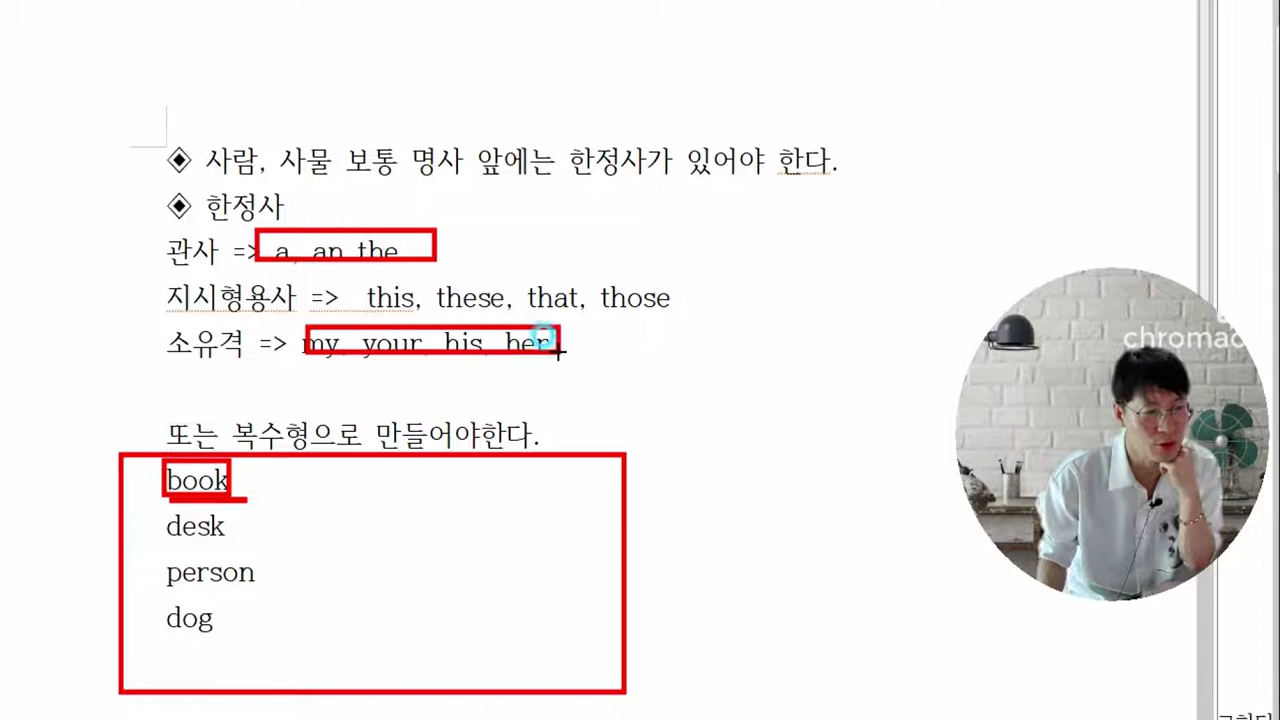 ◈ 사람, 사물 보통 명사 앞에는 한정사가 있어야 한다.
◈ 한정사
관사 => a, an the
지시형용사 => this, these, that, those
소유격 => my, your, his, her
또는 복수형으로 만들어야한다.
book
desk
person
dog